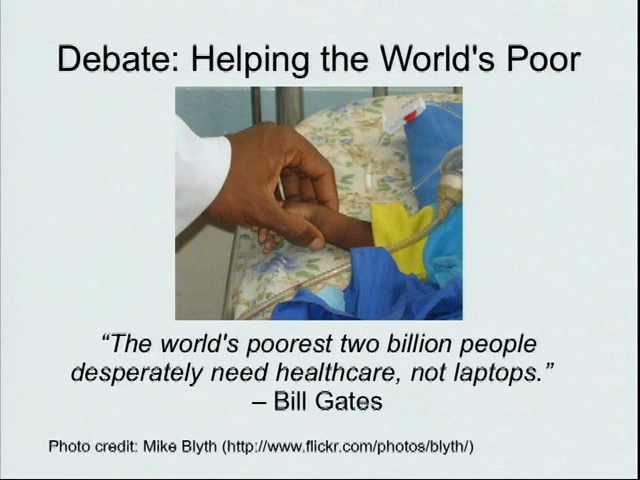 Debate: Helping the World's Poor
“The world's poorest two billion people
desperately need healthcare, not laptops.”
– Bill Gates
Photo credit: Mike Blyth (http://www.flickr.com/photos/blyth/)